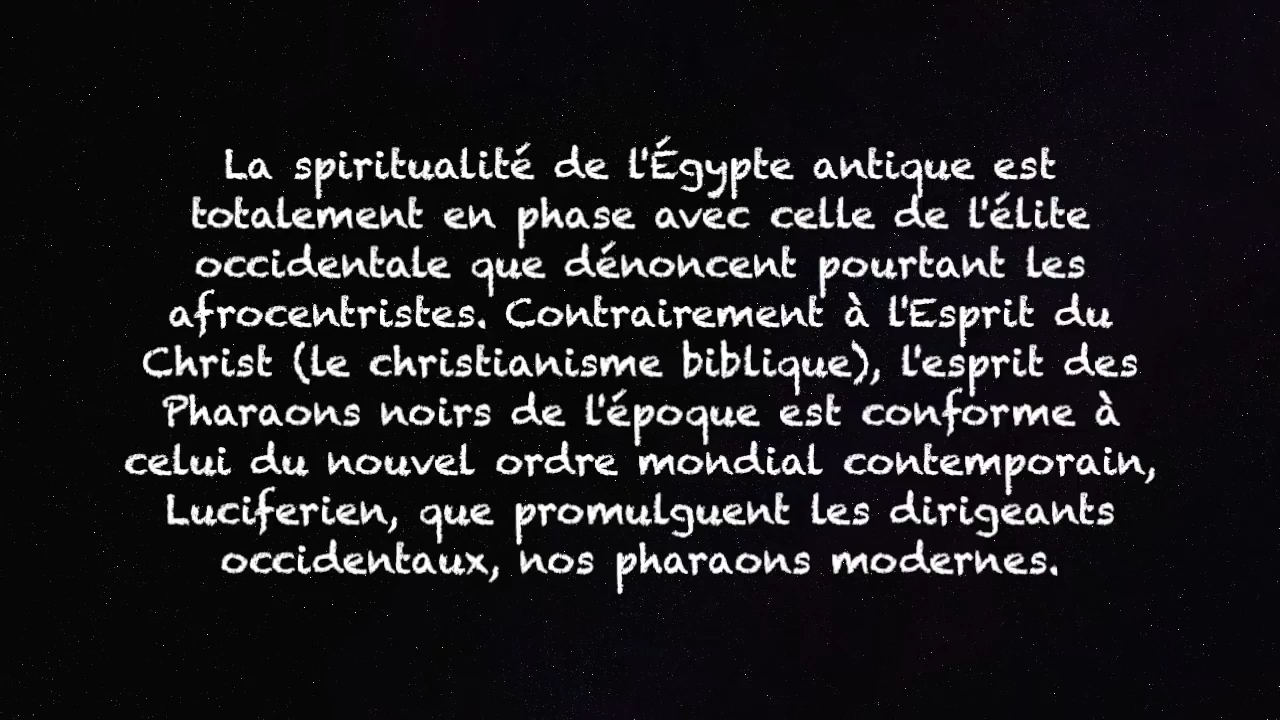 La spiritualité de l'Égypte antique est
totalement en phase avec celle de l'élite
occidentale que dénoncent pourtant les
afrocentristes. Contrairement à l'Esprit du
Christ (le christianisme biblique), l'esprit des
Pharaons noirs de l'époque est conforme à
celui du nouvel ordre mondial contemporain,
Luciferien, que promulguent les dirigeants
occidentaux, nos pharaons modernes.